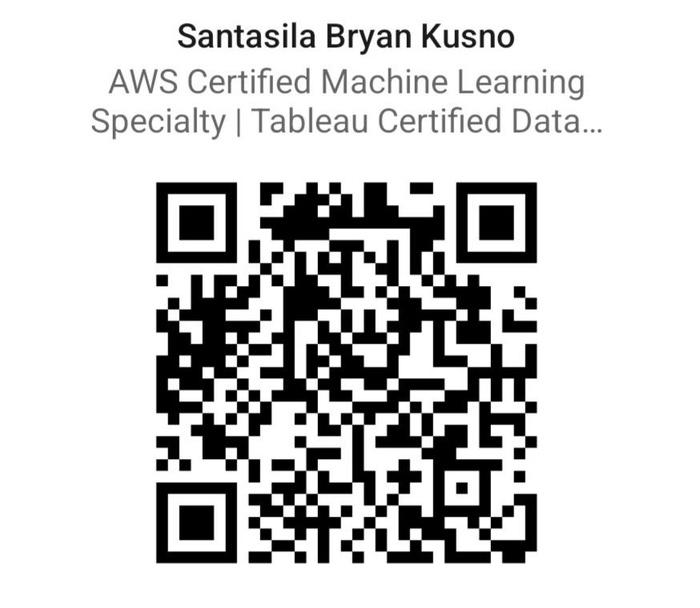 Santasila Bryan Kusno
AWS Certified Machine Learning
Specialty | Tableau Certified Data...